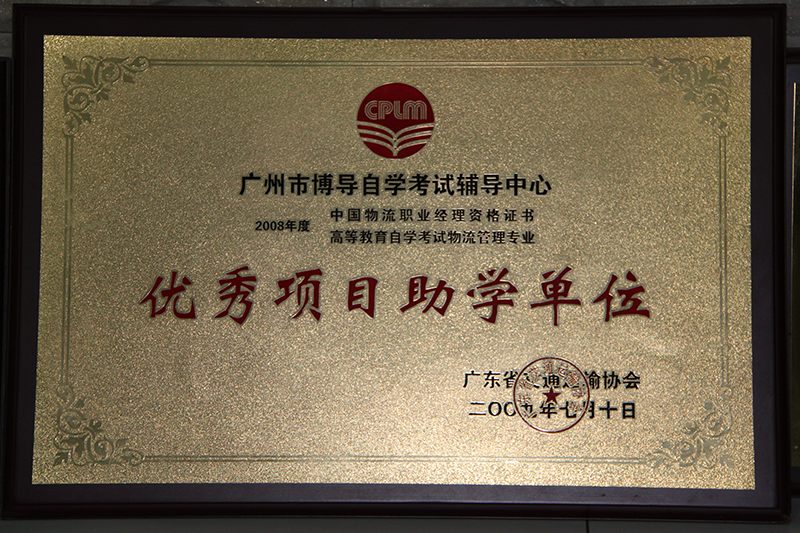 CPLM
广州市博导自学考试辅导中心
2008年度
中国物流职业经理资格证书
高等教育自学考试物流管理专业
优秀项目助学单位
广东省交通运输协会
二〇〇九年七月十日